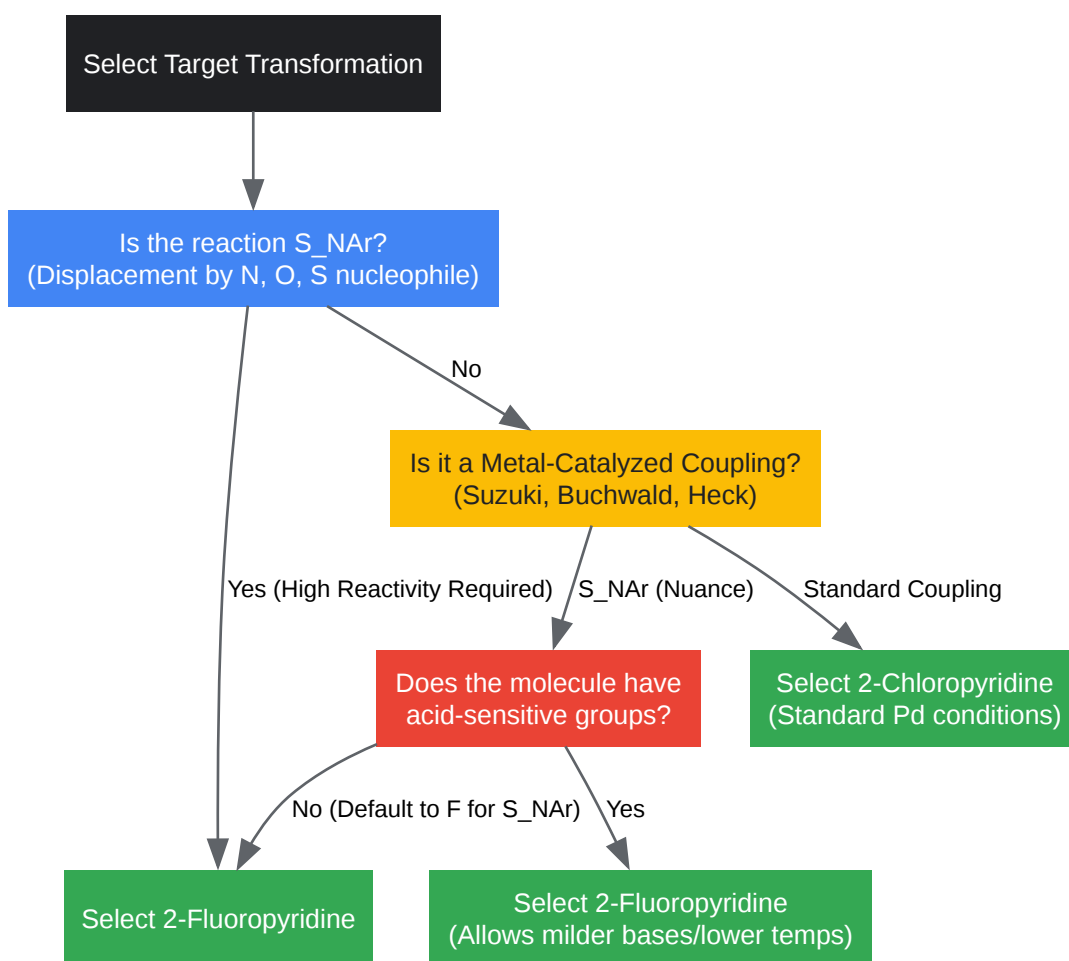 Select Target Transformation
Is the reaction S_NAr?
(Displacement by N, O, S nucleophile)
No
Is it a Metal-Catalyzed Coupling?
(Suzuki, Buchwald, Heck)
Yes (High Reactivity Required)
S_NAr (Nuance)
Standard Coupling
Does the molecule have
acid-sensitive groups?
Select 2-Chloropyridine
(Standard Pd conditions)
No (Default to F for S_NAr)
Yes
Select 2-Fluoropyridine
Select 2-Fluoropyridine
(Allows milder bases/lower temps)